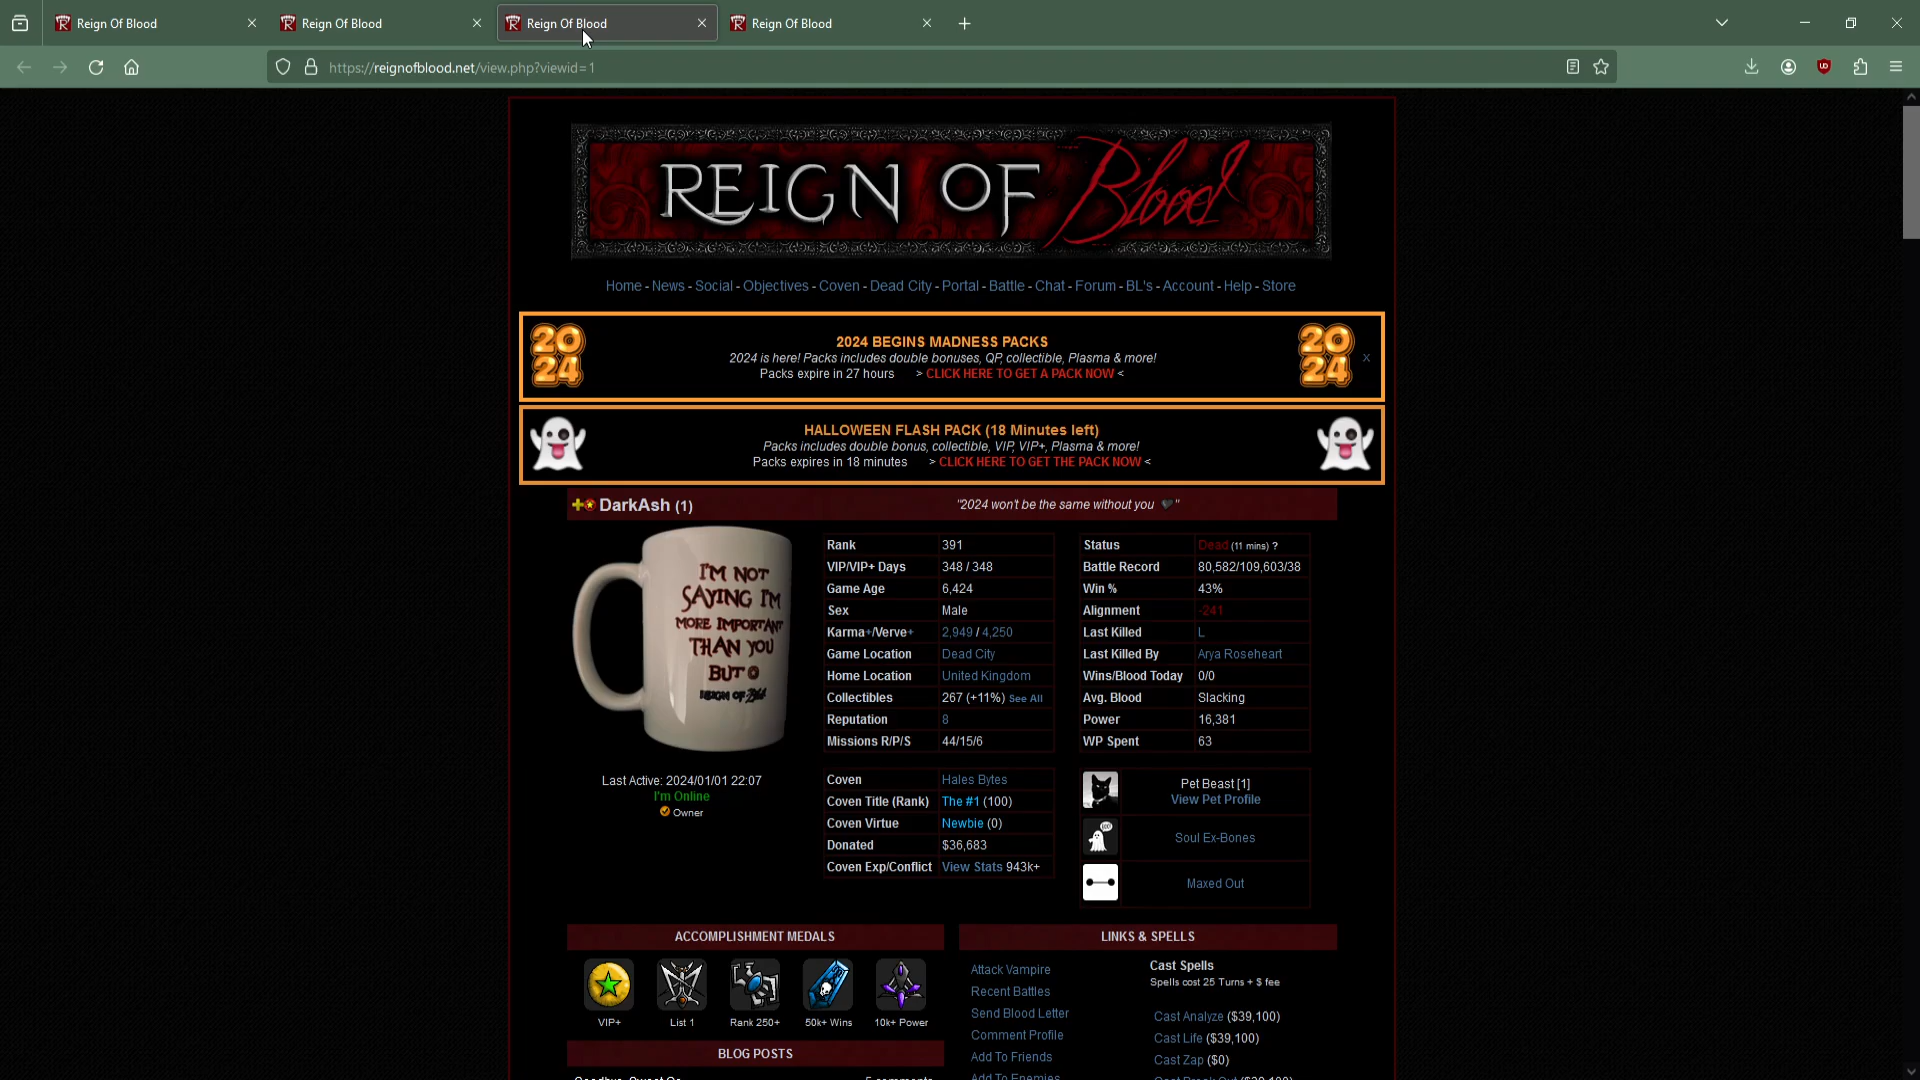 Reign Of Blood
Reign Of Blood
Reign Of Blood
Reign Of Blood
https://reignofblood.net/view.php?viewid=1
REIGN OF Blood
Home - News - Social - Objectives - Coven - Dead City - Portal - Battle - Chat - Forum - BL's - Account - Help - Store
2024
2024 BEGINS MADNESS PACKS
2024 is here! Packs includes double bonuses, QP, collectible, Plasma & more!
Packs expire in 27 hours > CLICK HERE TO GET A PACK NOW <
2024
X
HALLOWEEN FLASH PACK (18 Minutes left)
Packs includes double bonus, collectible, VIP, VIP+, Plasma & more!
Packs expires in 18 minutes > CLICK HERE TO GET THE PACK NOW <
DarkAsh (1)
"2024 won't be the same without you 🖤"
I'M NOT
SAYING I'M
MORE IMPORTANT
THAN YOU
BUT
REIGN OF Blood
Last Active: 2024/01/01 22:07
I'm Online
Owner
Rank 391
VIP/VIP+ Days 348 / 348
Game Age 6,424
Sex Male
Karma+/Verve+ 2,949 / 4,250
Game Location Dead City
Home Location United Kingdom
Collectibles 267 (+11%) See All
Reputation 8
Missions R/P/S 44/15/6
Status Dead (11 mins) ?
Battle Record 80,582/109,603/38
Win % 43%
Alignment -241
Last Killed L
Last Killed By Arya Roseheart
Wins/Blood Today 0/0
Avg. Blood Slacking
Power 16,381
WP Spent 63
Coven Hales Bytes
Coven Title (Rank) The #1 (100)
Coven Virtue Newbie (0)
Donated $36,683
Coven Exp/Conflict View Stats 943k+
Pet Beast [1]
View Pet Profile
Soul Ex-Bones
Maxed Out
ACCOMPLISHMENT MEDALS
VIP+ List 1 Rank 250+ 50k+ Wins 10k+ Power
BLOG POSTS
LINKS & SPELLS
Attack Vampire
Recent Battles
Send Blood Letter
Comment Profile
Add To Friends
Add To Enemies
Cast Spells
Spells cost 25 Turns + $ fee
Cast Analyze ($39,100)
Cast Life ($39,100)
Cast Zap ($0)